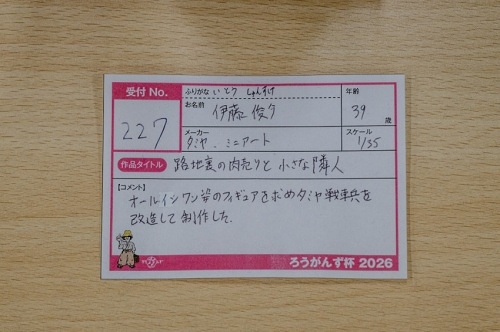 受付 No.
227
ふりがな いとう しゅんすけ
お名前 伊藤 俊介
年齢
39 歳
メーカー
タミヤ、ミニアート
スケール
1/35
作品タイトル 路地裏の肉売りと小さな隣人
【コメント】
オールインワン姿のフィギュアを求めタミヤ戦車兵を
改造して制作した.
ろうがんず杯 2026